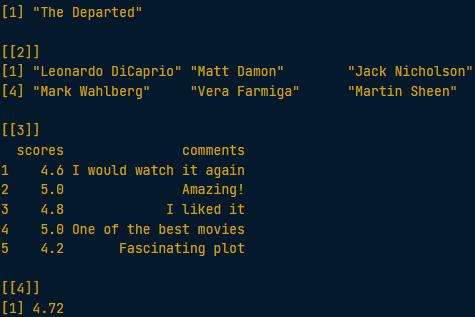 [1] "The Departed"
[[2]]
[1] "Leonardo DiCaprio" "Matt Damon"        "Jack Nicholson"
[4] "Mark Wahlberg"     "Vera Farmiga"      "Martin Sheen"
[[3]]
  scores               comments
1    4.6 I would watch it again
2    5.0               Amazing!
3    4.8             I liked it
4    5.0 One of the best movies
5    4.2       Fascinating plot
[[4]]
[1] 4.72